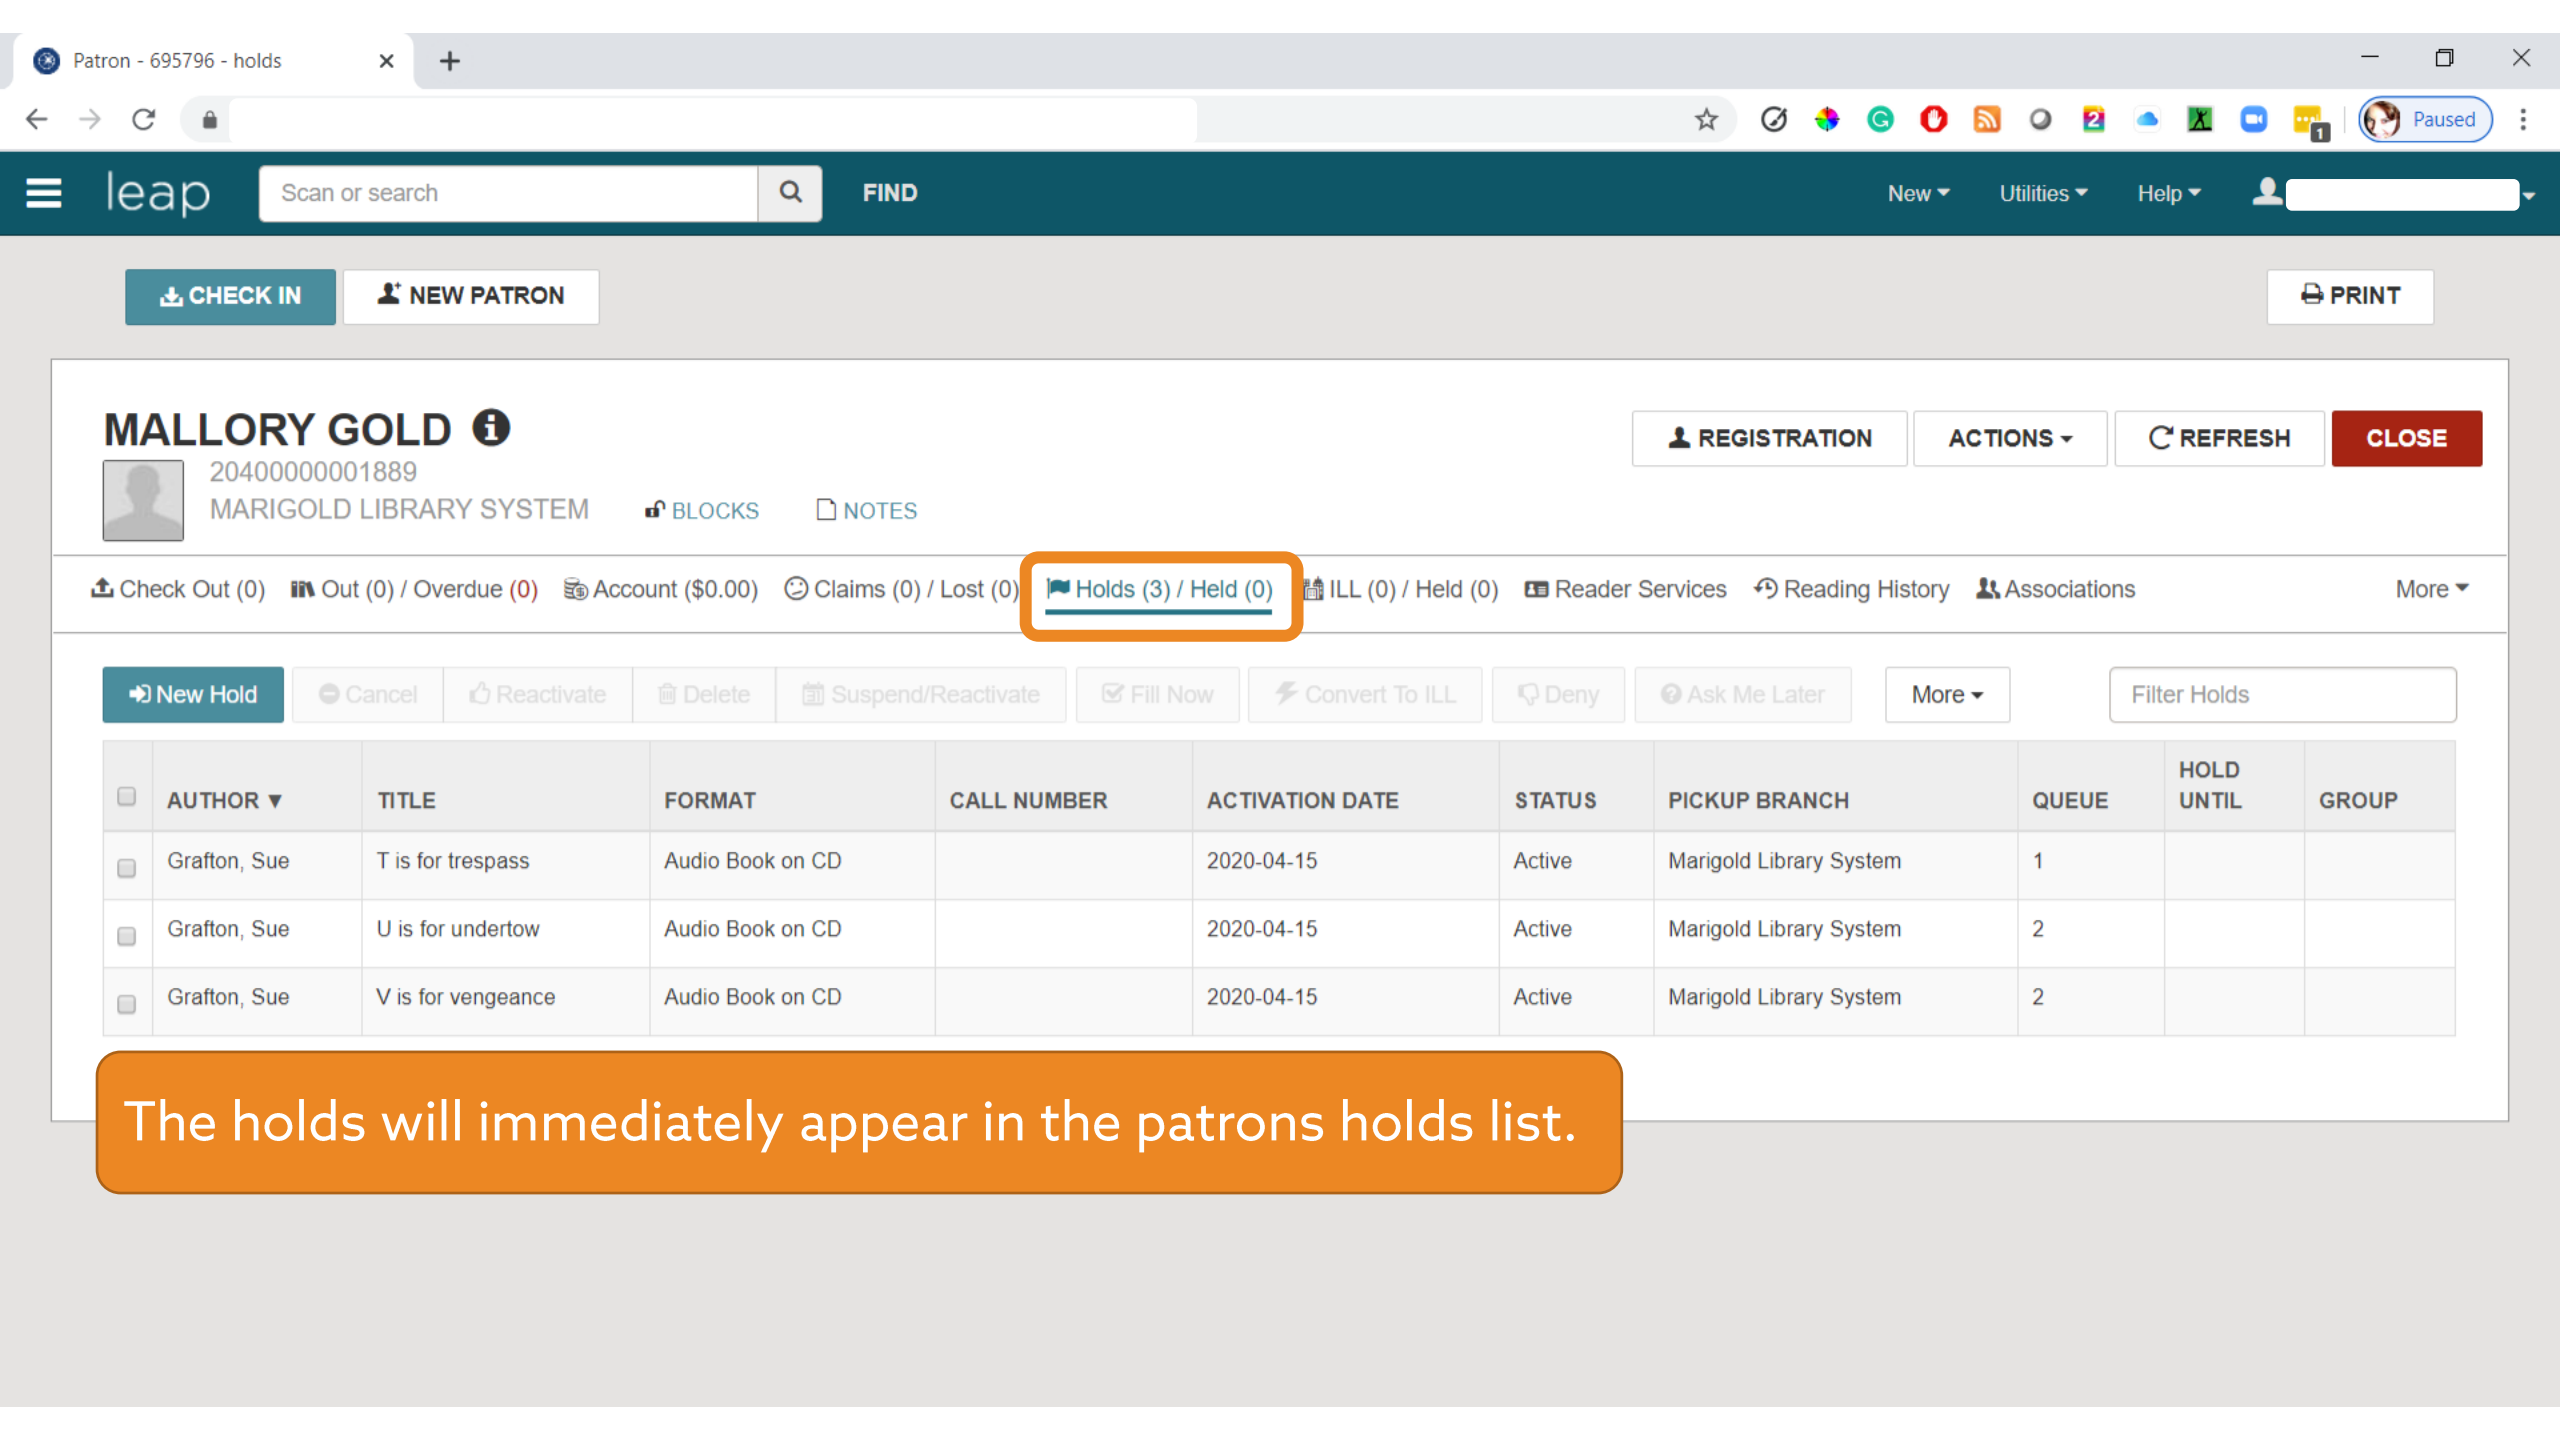 Patron - 695796 - holds
Paused
1
leap Scan or search FIND New Utilities Help
CHECK IN NEW PATRON PRINT
MALLORY GOLD
REGISTRATION ACTIONS REFRESH CLOSE
20400000001889
MARIGOLD LIBRARY SYSTEM BLOCKS NOTES
Check Out (0) Out (0) / Overdue (0) Account ($0.00) Claims (0) / Lost (0) Holds (3) / Held (0) ILL (0) / Held (0) Reader Services Reading History Associations More
New Hold Cancel Reactivate Delete Suspend/Reactivate Fill Now Convert To ILL Deny Ask Me Later More Filter Holds
AUTHOR ▼ TITLE FORMAT CALL NUMBER ACTIVATION DATE STATUS PICKUP BRANCH QUEUE HOLD UNTIL GROUP
Grafton, Sue T is for trespass Audio Book on CD 2020-04-15 Active Marigold Library System 1
Grafton, Sue U is for undertow Audio Book on CD 2020-04-15 Active Marigold Library System 2
Grafton, Sue V is for vengeance Audio Book on CD 2020-04-15 Active Marigold Library System 2
The holds will immediately appear in the patrons holds list.